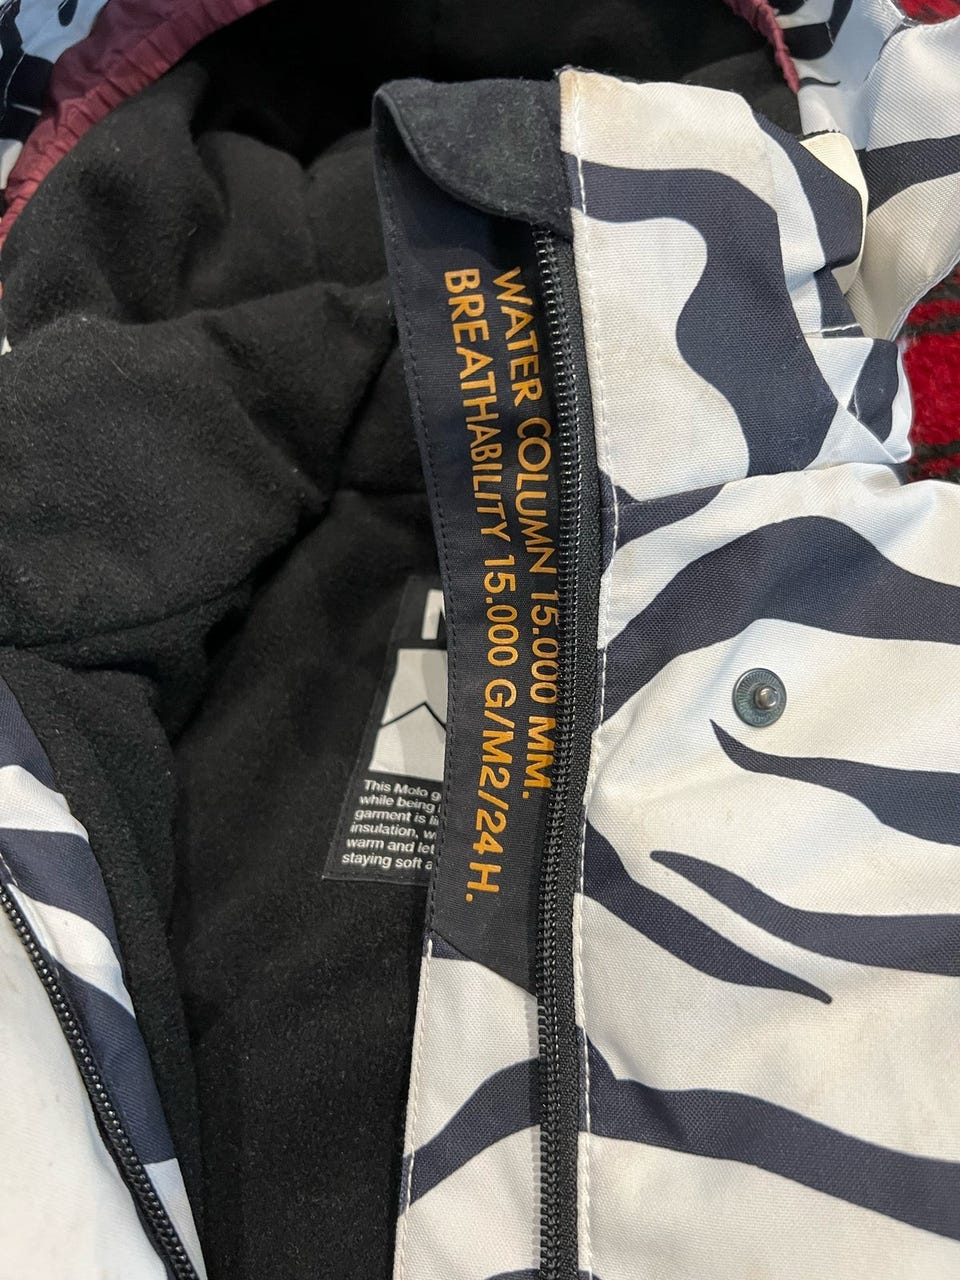 WATER COLUMN 15.000 MM.
BREATHABILITY 15.000 G/M2/24 H.
This Molo
while being
garment is
insulation,
warm and let
staying soft